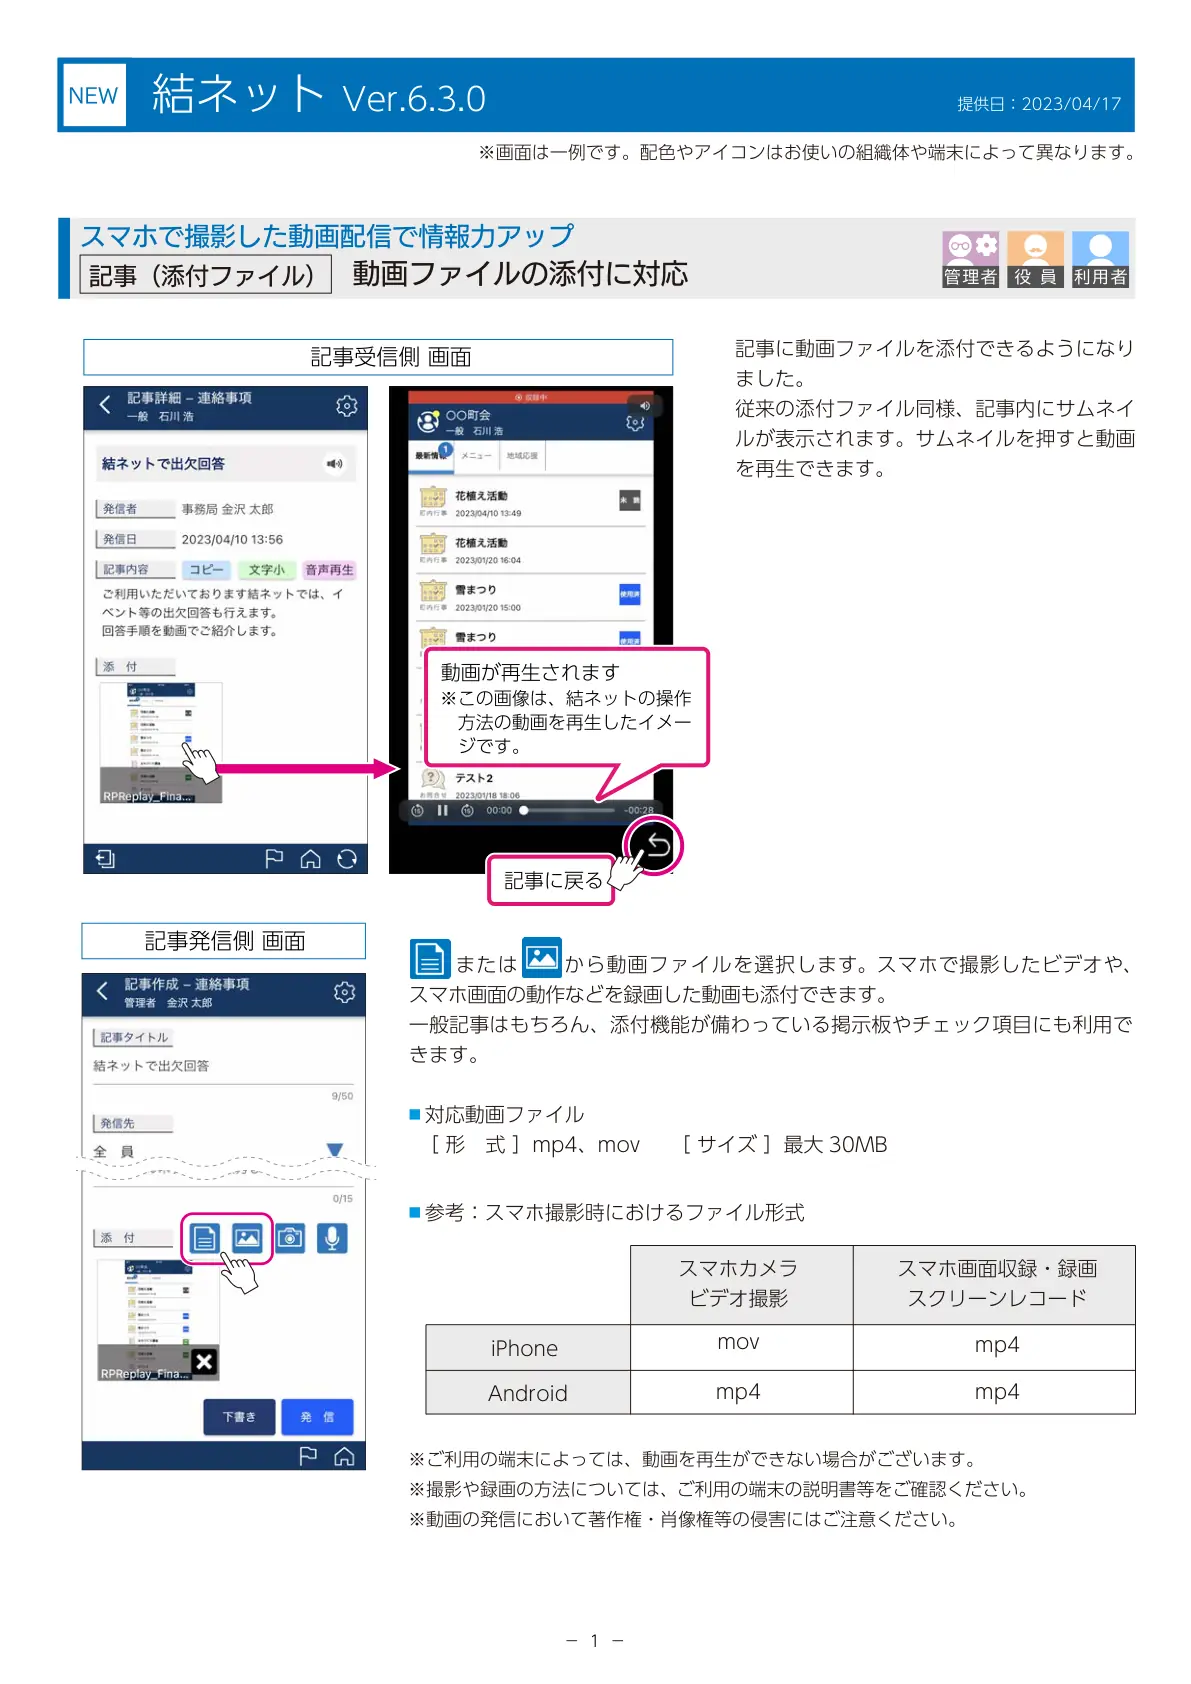 NEW
結ネット Ver.6.3.0
提供日：2023/04/17
※画面は一例です。配色やアイコンはお使いの組織体や端末によって異なります。
スマホで撮影した動画配信で情報力アップ
記事（添付ファイル） 動画ファイルの添付に対応
管理者 役 員 利用者
記事受信側 画面
記事詳細 – 連絡事項
一般 石川 浩
結ネットで出欠回答
発信者 事務局 金沢 太郎
発信日 2023/04/10 13:56
記事内容 コピー 文字小 音声再生
ご利用いただいております結ネットでは、イ
ベント等の出欠回答も行えます。
回答手順を動画でご紹介します。
添 付
RPReplay_Fina...
収録中
〇〇町会
一般 石川 浩
最新情報 1 メニュー 地域応援
花植え活動
町内行事 2023/04/10 13:49
未 読
花植え活動
町内行事 2023/01/20 16:04
雪まつり
町内行事 2023/01/20 15:00
使用済
雪まつり
使用済
動画が再生されます
※この画像は、結ネットの操作
方法の動画を再生したイメー
ジです。
テスト2
お問合せ 2023/01/18 18:06
15 15 00:00 -00:28
記事に戻る
記事に動画ファイルを添付できるようになり
ました。
従来の添付ファイル同様、記事内にサムネイ
ルが表示されます。サムネイルを押すと動画
を再生できます。
記事発信側 画面
記事作成 – 連絡事項
管理者 金沢 太郎
記事タイトル
結ネットで出欠回答
9/50
発信先
全 員
0/15
添 付
RPReplay_Fina...
下書き 発 信
または から動画ファイルを選択します。スマホで撮影したビデオや、
スマホ画面の動作などを録画した動画も添付できます。
一般記事はもちろん、添付機能が備わっている掲示板やチェック項目にも利用で
きます。
■対応動画ファイル
［ 形 式 ］mp4、mov ［ サイズ ］最大 30MB
■参考：スマホ撮影時におけるファイル形式
スマホカメラ
ビデオ撮影
スマホ画面収録・録画
スクリーンレコード
iPhone mov mp4
Android mp4 mp4
※ご利用の端末によっては、動画を再生ができない場合がございます。
※撮影や録画の方法については、ご利用の端末の説明書等をご確認ください。
※動画の発信において著作権・肖像権等の侵害にはご注意ください。
– 1 –